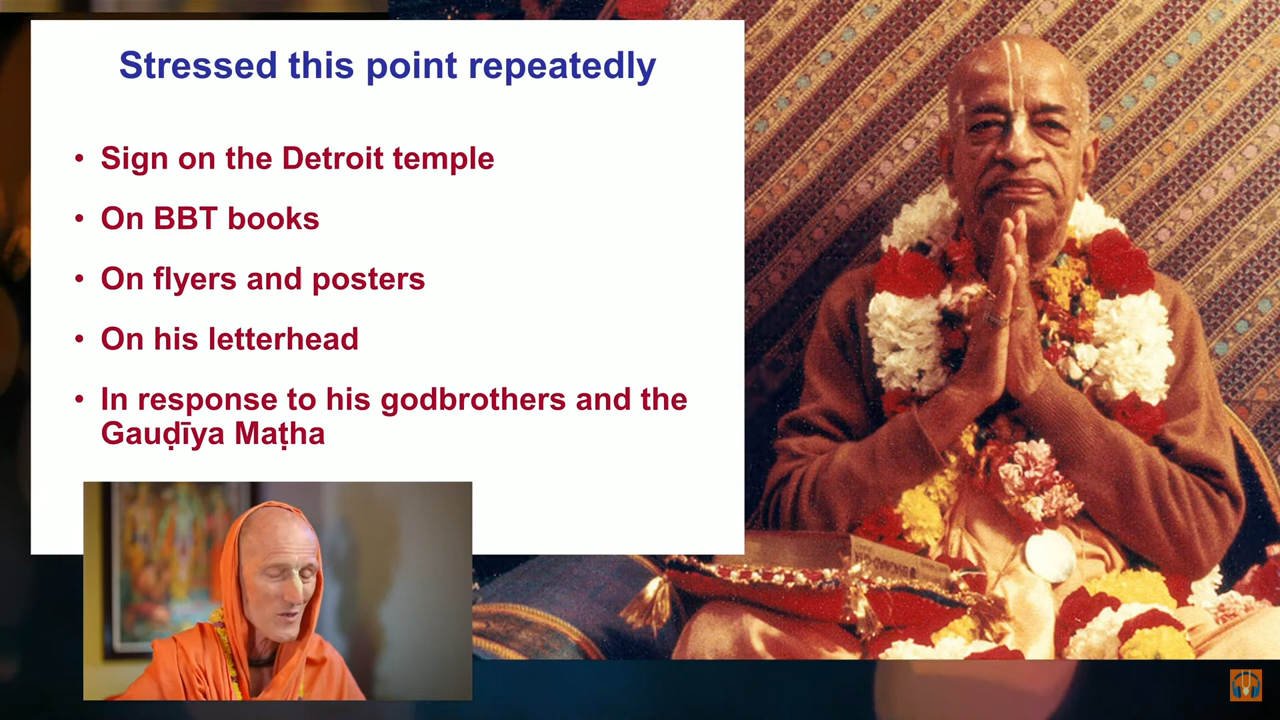 Stressed this point repeatedly
• Sign on the Detroit temple
• On BBT books
• On flyers and posters
• On his letterhead
• In response to his godbrothers and the
Gauḍīya Maṭha